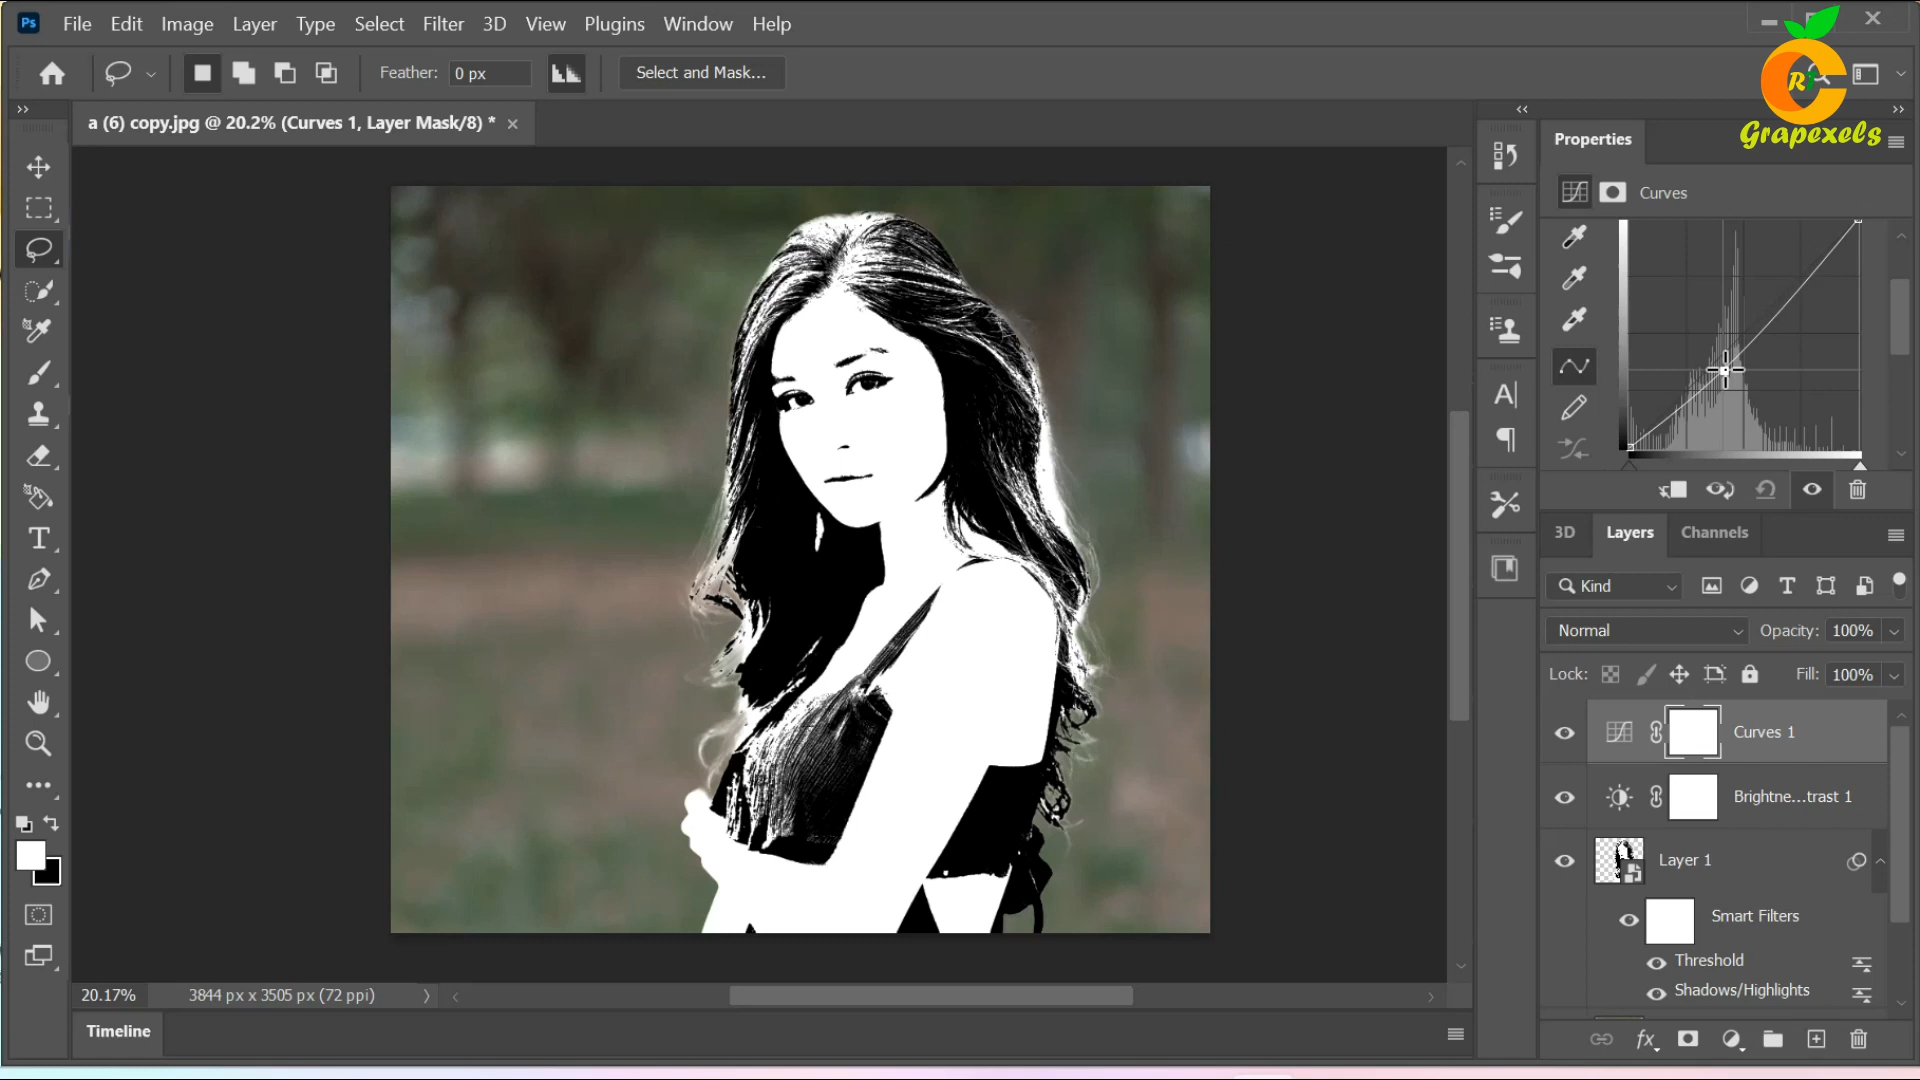 Ps File Edit Image Layer Type Select Filter 3D View Plugins Window Help
Feather: 0 px Select and Mask...
RT
Grapexels
a (6) copy.jpg @ 20.2% (Curves 1, Layer Mask/8) *
Properties
Curves
3D Layers Channels
Kind
Normal Opacity: 100%
Lock: Fill: 100%
Curves 1
Brightne...trast 1
Layer 1
Smart Filters
Threshold
Shadows/Highlights
20.17% 3844 px x 3505 px (72 ppi)
Timeline